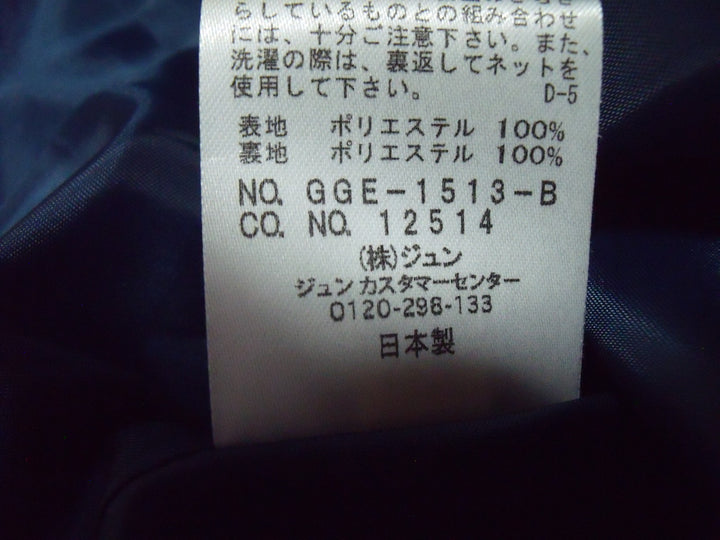 らしているものとの組み合わせ
には、十分ご注意下さい。また、
洗濯の際は、裏返してネットを
使用して下さい。 D-5
表地 ポリエステル 100%
裏地 ポリエステル 100%
NO. GGE-1513-B
CO. NO. 12514
(株)ジュン
ジュンカスタマーセンター
0120-298-133
日本製